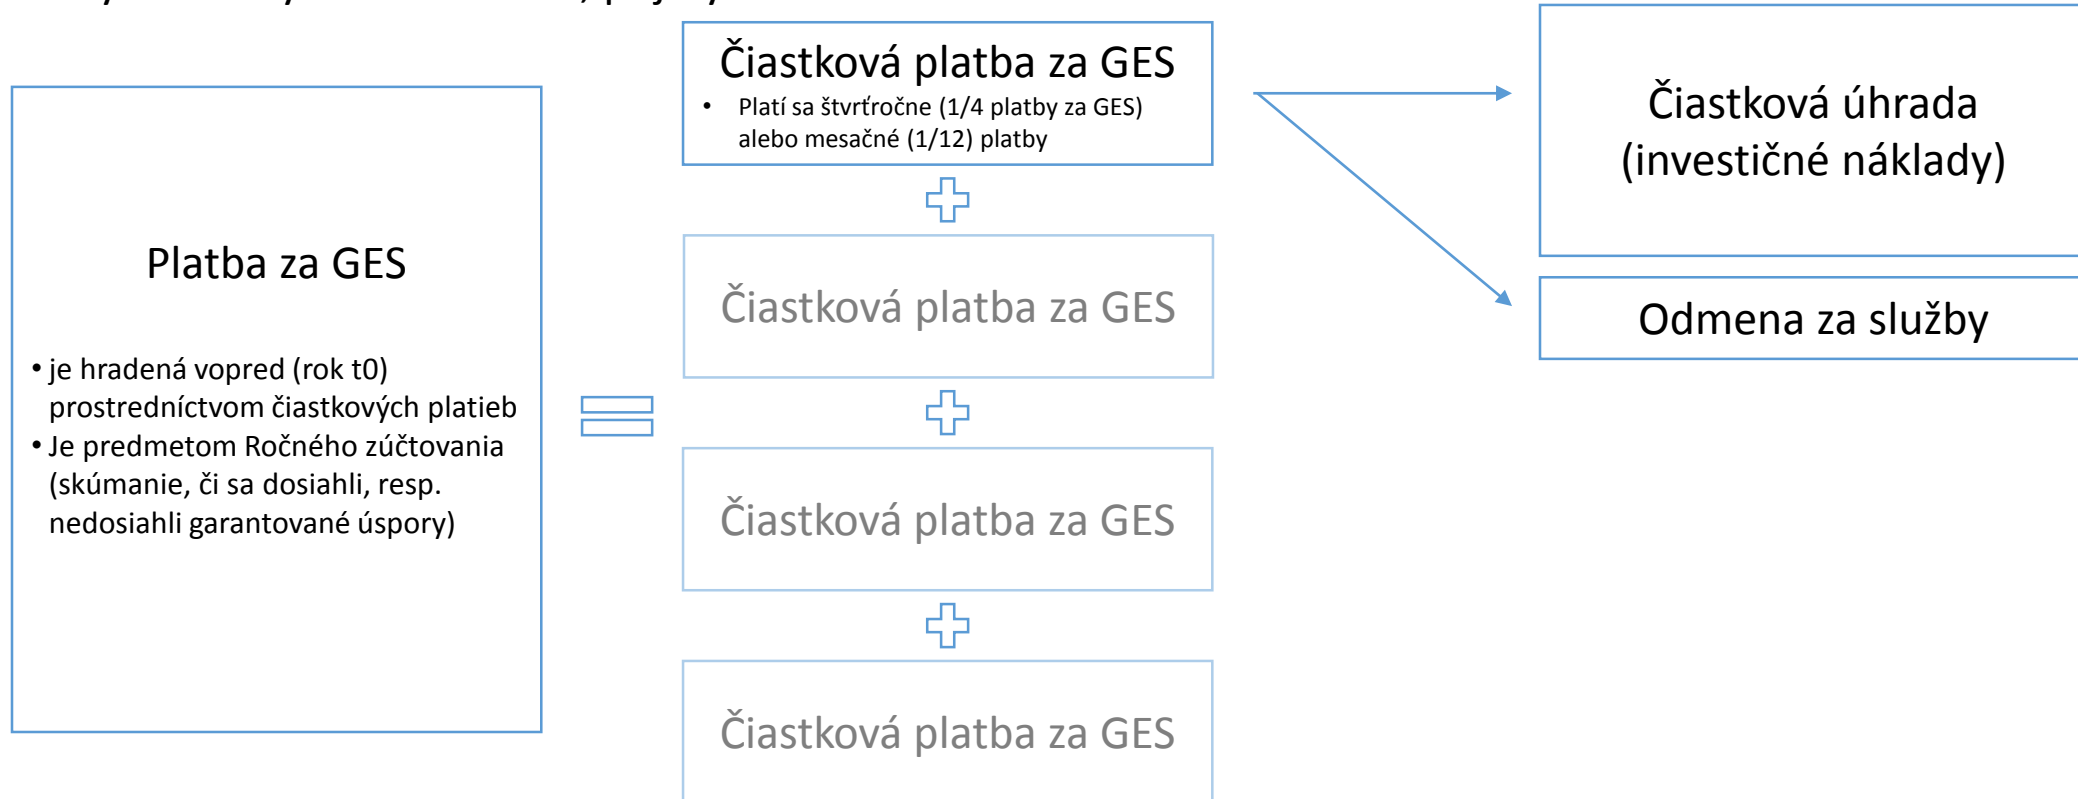 Platba za GES
• je hradená vopred (rok t0)
prostredníctvom čiastkových platieb
• Je predmetom Ročného zúčtovania
(skúmanie, či sa dosiahli, resp.
nedosiahli garantované úspory)
Čiastková platba za GES
• Platí sa štvrťročne (1/4 platby za GES)
alebo mesačné (1/12) platby
Čiastková platba za GES
Čiastková platba za GES
Čiastková platba za GES
Čiastková úhrada
(investičné náklady)
Odmena za služby